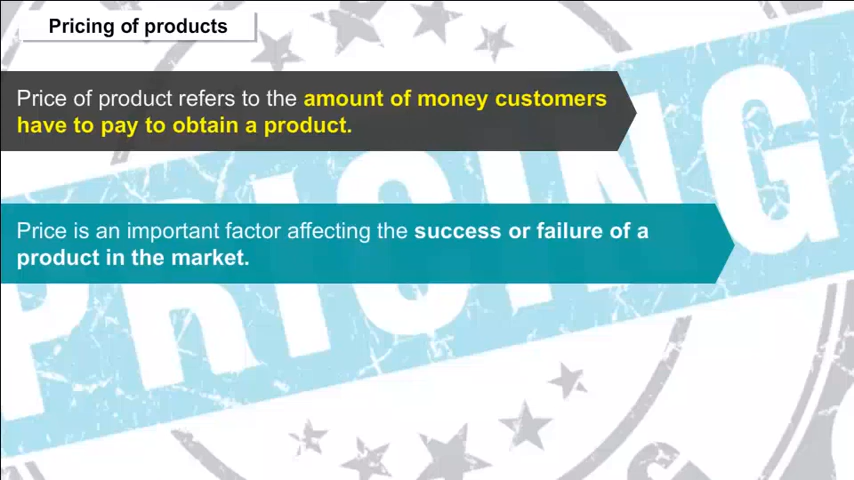 Pricing of products
Price of product refers to the amount of money customers
have to pay to obtain a product.
Price is an important factor affecting the success or failure of a
product in the market.
PRICING